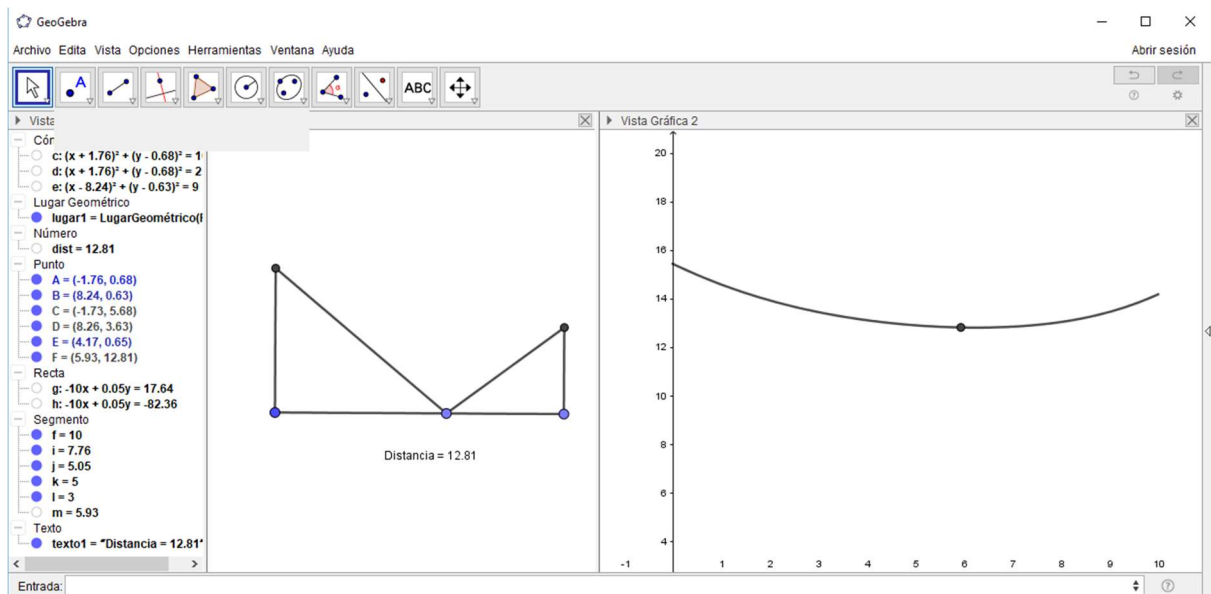 GeoGebra
Archivo Edita Vista Opciones Herramientas Ventana Ayuda
Abrir sesión
A
α
ABC
Vista
Cón
c: (x + 1.76)² + (y - 0.68)² = 1
d: (x + 1.76)² + (y - 0.68)² = 2
e: (x - 8.24)² + (y - 0.63)² = 9
Lugar Geométrico
lugar1 = LugarGeométrico(
Número
dist = 12.81
Punto
A = (-1.76, 0.68)
B = (8.24, 0.63)
C = (-1.73, 5.68)
D = (8.26, 3.63)
E = (4.17, 0.65)
F = (5.93, 12.81)
Recta
g: -10x + 0.05y = 17.64
h: -10x + 0.05y = -82.36
Segmento
f = 10
i = 7.76
j = 5.05
k = 5
l = 3
m = 5.93
Texto
texto1 = "Distancia = 12.81"
Distancia = 12.81
Vista Gráfica 2
20
18
16
14
12
10
8
6
4
-1 1 2 3 4 5 6 7 8 9 10
Entrada: